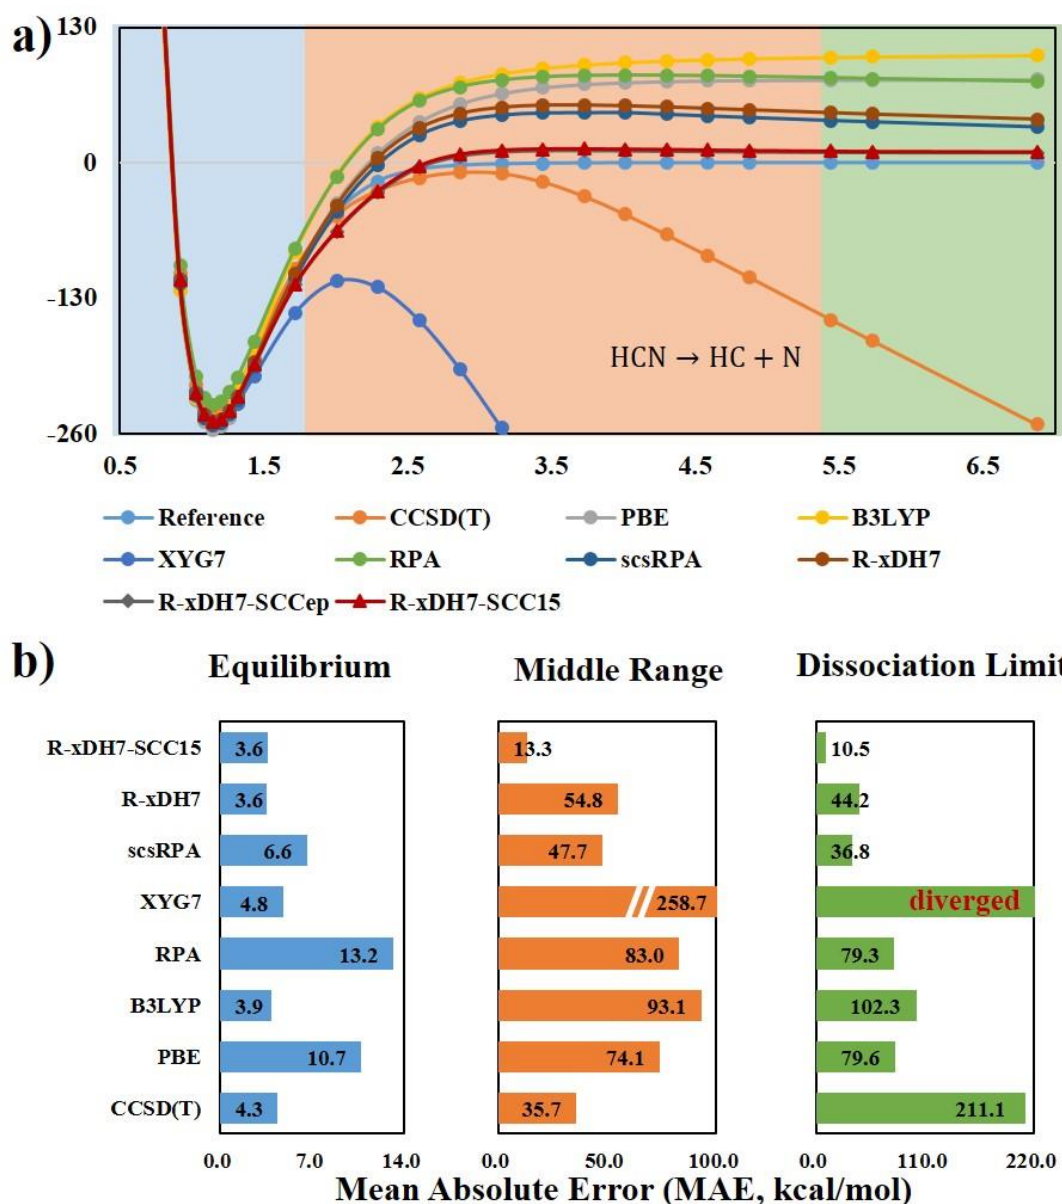 a)
130
0
-130
-260
HCN → HC + N
0.5 1.5 2.5 3.5 4.5 5.5 6.5
Reference CCSD(T) PBE B3LYP
XYG7 RPA scsRPA R-xDH7
R-xDH7-SCCep R-xDH7-SCC15
b)
Equilibrium Middle Range Dissociation Limit
R-xDH7-SCC15 3.6 13.3 10.5
R-xDH7 3.6 54.8 44.2
scsRPA 6.6 47.7 36.8
XYG7 4.8 258.7 diverged
RPA 13.2 83.0 79.3
B3LYP 3.9 93.1 102.3
PBE 10.7 74.1 79.6
CCSD(T) 4.3 35.7 211.1
0.0 7.0 14.0 0.0 50.0 100.0 0.0 110.0 220.0
Mean Absolute Error (MAE, kcal/mol)